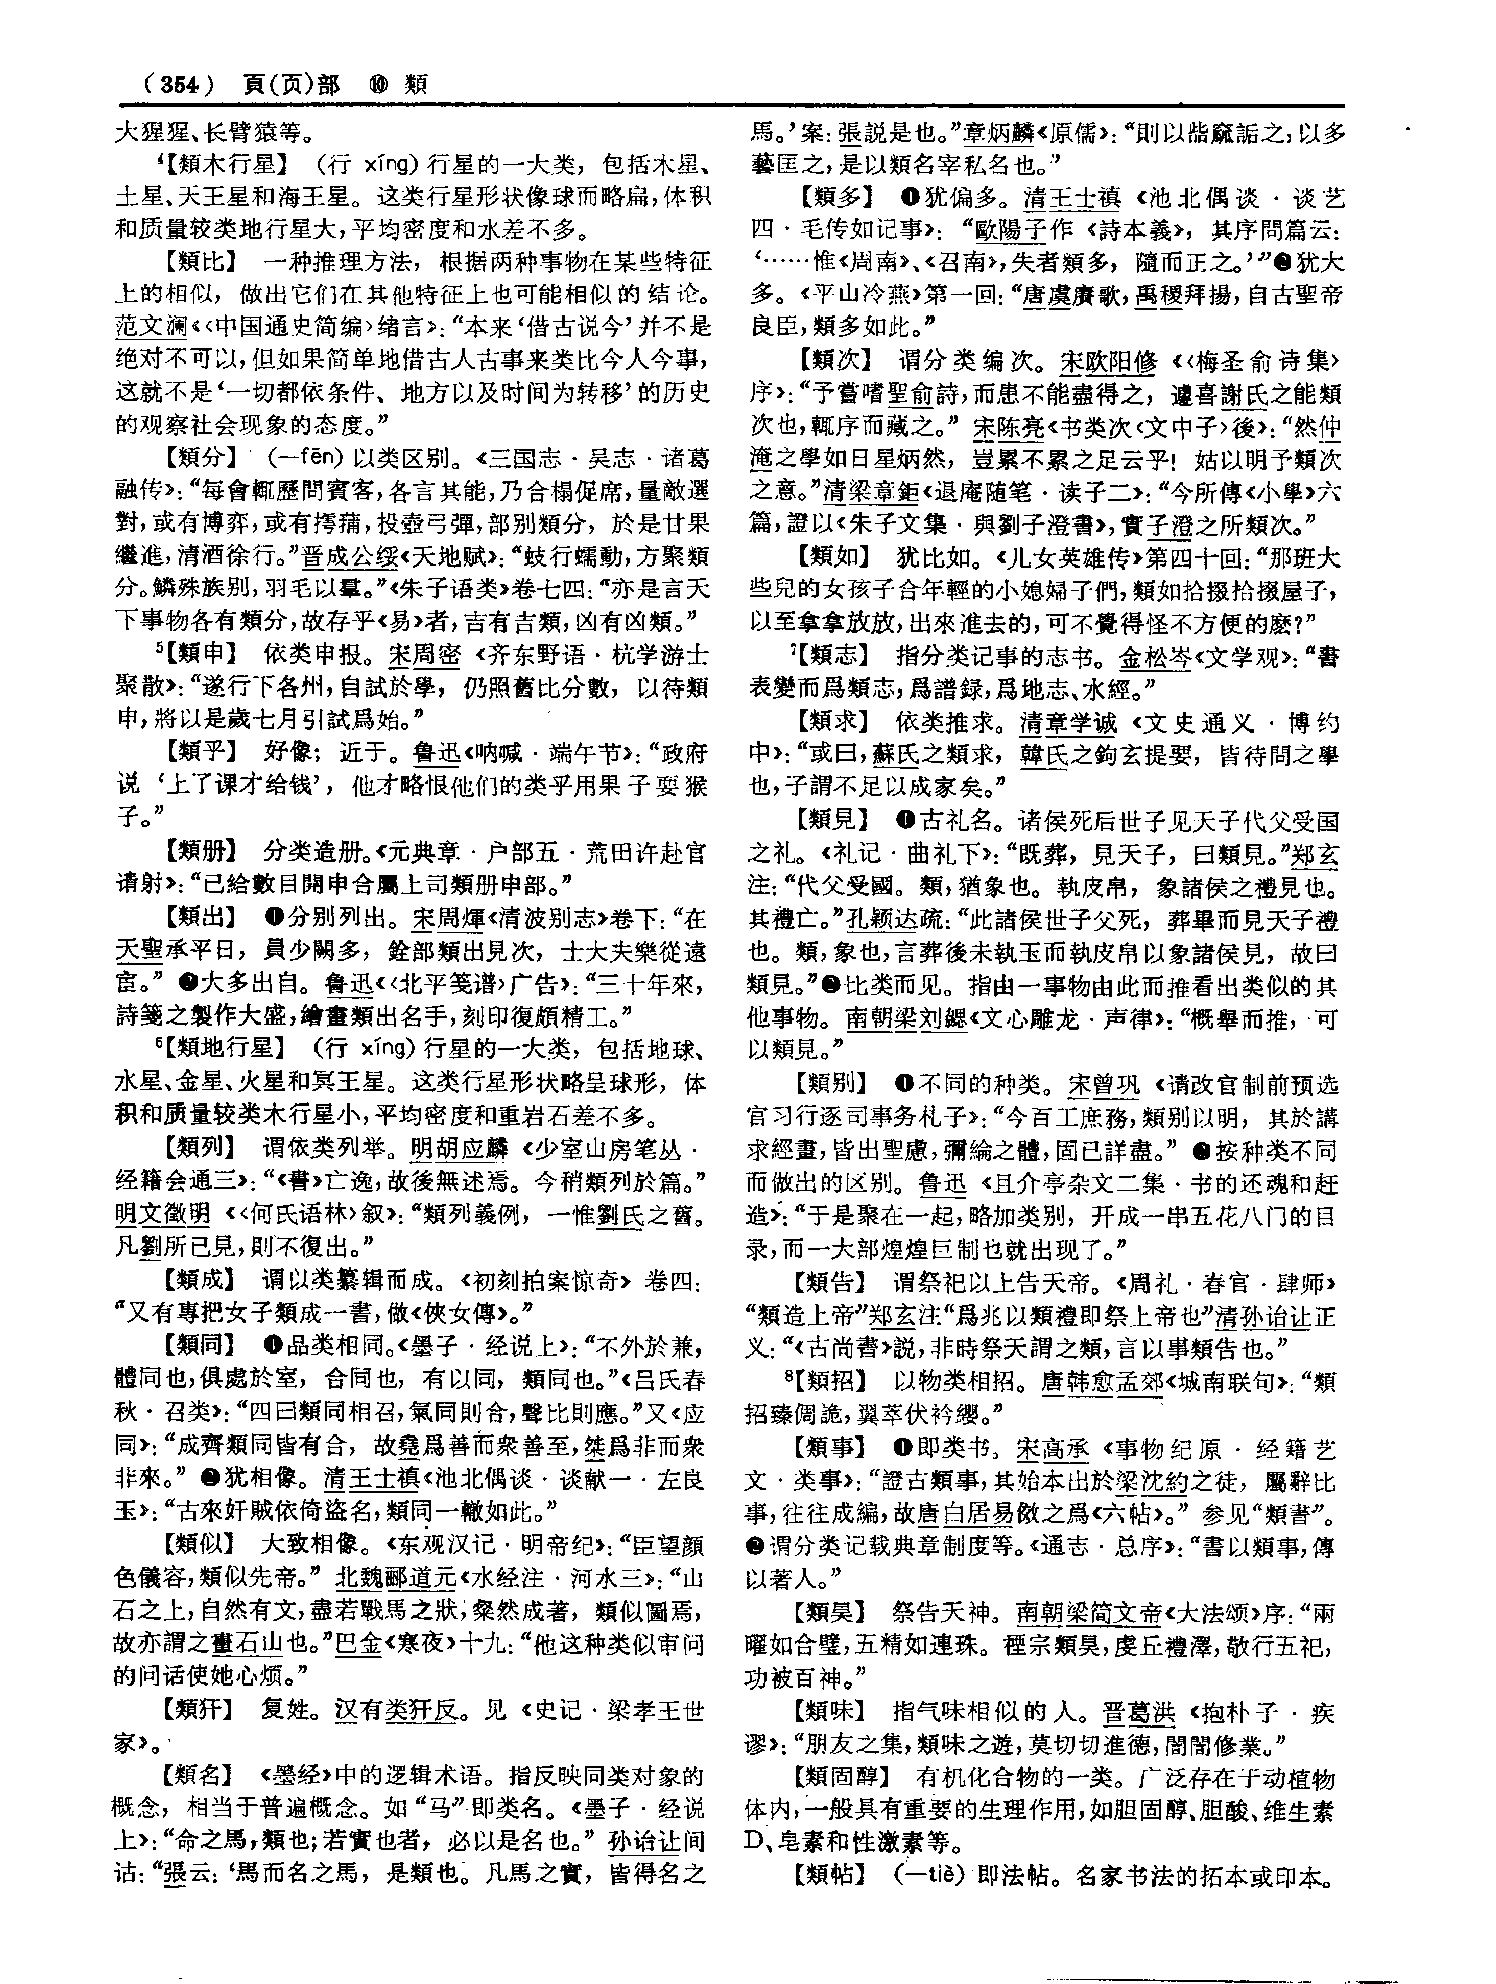 (354) 頁(页)部 ⑩ 類
大猩猩、长臂猿等。
⁴【類木行星】 (行 xíng) 行星的一大类，包括木星、
土星、天王星和海王星。这类行星形状像球而略扁，体积
和质量较类地行星大，平均密度和水差不多。
【類比】 一种推理方法，根据两种事物在某些特征
上的相似，做出它们在其他特征上也可能相似的结论。
范文澜《〈中国通史简编〉绪言》：“本来‘借古说今’并不是
绝对不可以，但如果简单地借古人古事来类比今人今事，
这就不是‘一切都依条件、地方以及时间为转移’的历史
的观察社会现象的态度。”
【類分】 (—fēn) 以类区别。《三国志·吴志·诸葛
融传》：“每會輒歷問賓客，各言其能，乃合榻促席，量敵選
對，或有博弈，或有摴蒱，投壺弓彈，部别類分，於是甘果
繼進，清酒徐行。”晋成公绥《天地赋》：“蚑行蠕動，方聚類
分。鱗殊族别，羽毛以羣。”《朱子语类》卷七四：“亦是言天
下事物各有類分，故存乎《易》者，吉有吉類，凶有凶類。”
⁵【類申】 依类申报。宋周密《齐东野语·杭学游士
聚散》：“遂行下各州，自試於學，仍照舊比分數，以待類
申，將以是歲七月引試爲始。”
【類乎】 好像；近于。鲁迅《呐喊·端午节》：“政府
说‘上了课才给钱’，他才略恨他们的类乎用果子耍猴
子。”
【類册】 分类造册。《元典章·户部五·荒田许赴官
请射》：“已給數目開申合屬上司類册申部。”
【類出】 ❶分别列出。宋周煇《清波别志》卷下：“在
天聖承平日，員少闕多，銓部類出見次，士大夫樂從遠
宦。” ❷大多出自。鲁迅《〈北平笺谱〉广告》：“三十年來，
詩箋之製作大盛，繪畫類出名手，刻印復頗精工。”
⁶【類地行星】 (行 xíng) 行星的一大类，包括地球、
水星、金星、火星和冥王星。这类行星形状略呈球形，体
积和质量较类木行星小，平均密度和重岩石差不多。
【類列】 谓依类列举。明胡应麟《少室山房笔丛·
经籍会通三》：“《書》亡逸，故後無述焉。今稍類列於篇。”
明文徵明《〈何氏语林〉叙》：“類列義例，一惟劉氏之舊。
凡劉所已見，則不復出。”
【類成】 谓以类纂辑而成。《初刻拍案惊奇》卷四：
“又有專把女子類成一書，做《俠女傳》。”
【類同】 ❶品类相同。《墨子·经说上》：“不外於兼，
體同也，俱處於室，合同也，有以同，類同也。”《吕氏春
秋·召类》：“四曰類同相召，氣同則合，聲比則應。”又《应
同》：“成齊類同皆有合，故堯爲善而衆善至，桀爲非而衆
非來。” ❷犹相像。清王士禛《池北偶谈·谈献一·左良
玉》：“古來奸賊依倚盜名，類同一轍如此。”
【類似】 大致相像。《东观汉记·明帝纪》：“臣望顔
色儀容，類似先帝。” 北魏郦道元《水经注·河水三》：“山
石之上，自然有文，盡若戰馬之狀，粲然成著，類似圖焉，
故亦謂之畫石山也。”巴金《寒夜》十九：“他这种类似审问
的问话使她心烦。”
【類犴】 复姓。汉有类犴反。见《史记·梁孝王世
家》。
【類名】 《墨经》中的逻辑术语。指反映同类对象的
概念，相当于普遍概念。如“马”即类名。《墨子·经说
上》：“命之馬，類也；若實也者，必以是名也。” 孙诒让间
诂：“張云：‘馬而名之馬，是類也。凡馬之實，皆得名之
馬。’案：張説是也。”章炳麟《原儒》：“則以㫮窳詬之，以多
藝匡之，是以類名宰私名也。”
【類多】 ❶犹偏多。清王士禛《池北偶谈·谈艺
四·毛传如记事》：“歐陽子作《詩本義》，其序問篇云：
‘……惟《周南》、《召南》，失者類多，隨而正之。’”❷犹大
多。《平山冷燕》第一回：“唐虞賡歌，禹稷拜揚，自古聖帝
良臣，類多如此。”
【類次】 谓分类编次。宋欧阳修《〈梅圣俞诗集〉
序》：“予嘗嗜聖俞詩，而患不能盡得之，遽喜謝氏之能類
次也，輒序而藏之。” 宋陈亮《书类次〈文中子〉後》：“然仲
淹之學如日星炳然，豈累不累之足云乎！姑以明予類次
之意。”清梁章鉅《退庵随笔·读子二》：“今所傳《小學》六
篇，證以《朱子文集·與劉子澄書》，實子澄之所類次。”
【類如】 犹比如。《儿女英雄传》第四十回：“那班大
些兒的女孩子合年輕的小媳婦子們，類如拾掇拾掇屋子，
以至拿拿放放，出來進去的，可不覺得怪不方便的麽？”
⁷【類志】 指分类记事的志书。金松岑《文学观》：“書
表變而爲類志，爲譜録，爲地志、水經。”
【類求】 依类推求。清章学诚《文史通义·博约
中》：“或曰，蘇氏之類求，韓氏之鉤玄提要，皆待問之學
也，子謂不足以成家矣。”
【類見】 ❶古礼名。诸侯死后世子见天子代父受国
之礼。《礼记·曲礼下》：“既葬，見天子，曰類見。”郑玄
注：“代父受國。類，猶象也。執皮帛，象諸侯之禮見也。
其禮亡。”孔颖达疏：“此諸侯世子父死，葬畢而見天子禮
也。類，象也，言葬後未執玉而執皮帛以象諸侯見，故曰
類見。”❷比类而见。指由一事物由此而推看出类似的其
他事物。南朝梁刘勰《文心雕龙·声律》：“概舉而推，可
以類見。”
【類别】 ❶不同的种类。宋曾巩《请改官制前预选
官习行逐司事务札子》：“今百工庶務，類别以明，其於講
求經畫，皆出聖慮，彌綸之體，固已詳盡。” ❷按种类不同
而做出的区别。鲁迅《且介亭杂文二集·书的还魂和赶
造》：“于是聚在一起，略加类别，开成一串五花八门的目
录，而一大部煌煌巨制也就出现了。”
【類告】 谓祭祀以上告天帝。《周礼·春官·肆师》
“類造上帝”郑玄注“爲兆以類禮即祭上帝也”清孙诒让正
义：“《古尚書》説，非時祭天謂之類，言以事類告也。”
⁸【類招】 以物类相招。唐韩愈孟郊《城南联句》：“類
招臻倜詭，翼萃伏衿纓。”
【類事】 ❶即类书。宋高承《事物纪原·经籍艺
文·类事》：“證古類事，其始本出於梁沈約之徒，屬辭比
事，往往成編，故唐白居易倣之爲《六帖》。” 参见“類書”。
❷谓分类记载典章制度等。《通志·总序》：“書以類事，傳
以著人。”
【類昊】 祭告天神。南朝梁简文帝《大法颂》序：“兩
曜如合璧，五精如連珠。禋宗類昊，虔丘禮澤，敬行五祀，
功被百神。”
【類味】 指气味相似的人。晋葛洪《抱朴子·疾
谬》：“朋友之集，類味之遊，莫切切進德，誾誾修業。”
【類固醇】 有机化合物的一类。广泛存在于动植物
体内，一般具有重要的生理作用，如胆固醇、胆酸、维生素
D、皂素和性激素等。
【類帖】 (—tiè) 即法帖。名家书法的拓本或印本。